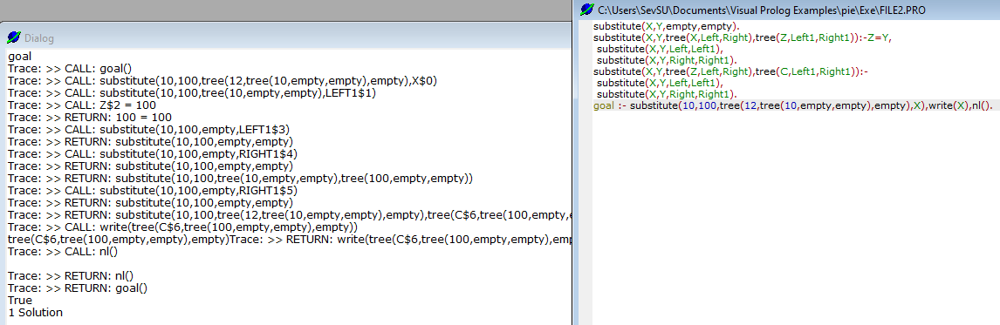 Dialog
goal
Trace: >> CALL: goal()
Trace: >> CALL: substitute(10,100,tree(12,tree(10,empty,empty),empty),X$0)
Trace: >> CALL: substitute(10,100,tree(10,empty,empty),LEFT1$1)
Trace: >> CALL: Z$2 = 100
Trace: >> RETURN: 100 = 100
Trace: >> CALL: substitute(10,100,empty,LEFT1$3)
Trace: >> RETURN: substitute(10,100,empty,empty)
Trace: >> CALL: substitute(10,100,empty,RIGHT1$4)
Trace: >> RETURN: substitute(10,100,empty,empty)
Trace: >> RETURN: substitute(10,100,tree(10,empty,empty),tree(100,empty,empty))
Trace: >> CALL: substitute(10,100,empty,RIGHT1$5)
Trace: >> RETURN: substitute(10,100,empty,empty)
Trace: >> RETURN: substitute(10,100,tree(12,tree(10,empty,empty),empty),tree(C$6,tree(100,empty,e
Trace: >> CALL: write(tree(C$6,tree(100,empty,empty),empty))
tree(C$6,tree(100,empty,empty),empty)Trace: >> RETURN: write(tree(C$6,tree(100,empty,empty),emp
Trace: >> CALL: nl()
Trace: >> RETURN: nl()
Trace: >> RETURN: goal()
True
1 Solution
C:\Users\SevSU\Documents\Visual Prolog Examples\pie\Exe\FILE2.PRO
substitute(X,Y,empty,empty).
substitute(X,Y,tree(X,Left,Right),tree(Z,Left1,Right1)):-Z=Y,
substitute(X,Y,Left,Left1),
substitute(X,Y,Right,Right1).
substitute(X,Y,tree(Z,Left,Right),tree(C,Left1,Right1)):-
substitute(X,Y,Left,Left1),
substitute(X,Y,Right,Right1).
goal :- substitute(10,100,tree(12,tree(10,empty,empty),empty),X),write(X),nl().